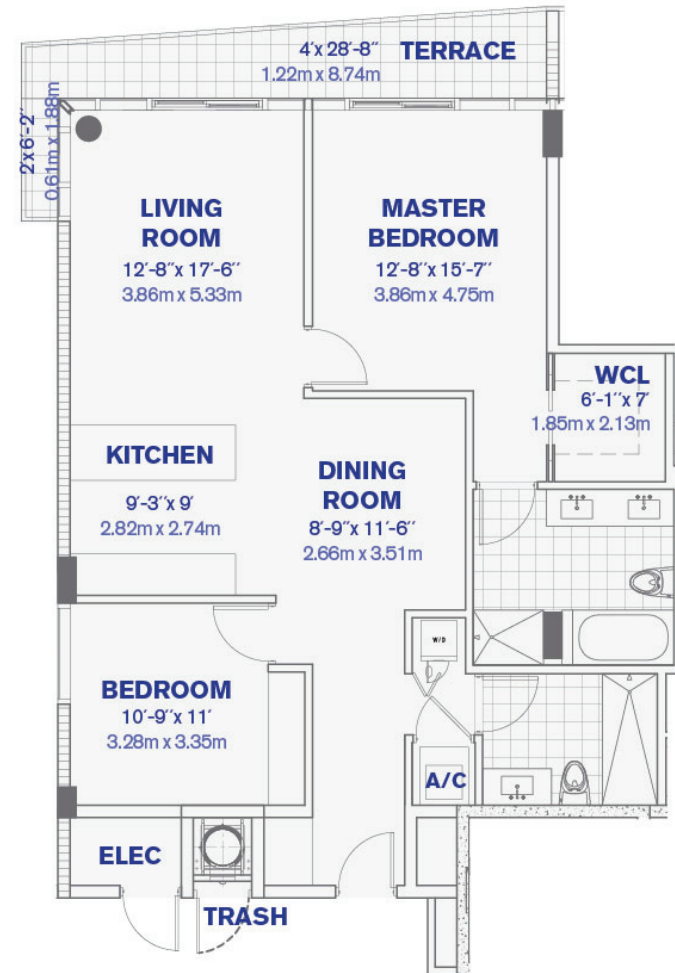 4'x 28'-8" TERRACE
1.22m x 8.74m
2'x 6'-2"
0.61m x 1.88m
LIVING
ROOM
12'-8"x 17'-6"
3.86m x 5.33m
MASTER
BEDROOM
12'-8"x 15'-7"
3.86m x 4.75m
WCL
6'-1"x 7'
1.85m x 2.13m
KITCHEN
9'-3"x 9'
2.82m x 2.74m
DINING
ROOM
8'-9"x 11'-6"
2.66m x 3.51m
W/D
BEDROOM
10'-9"x 11'
3.28m x 3.35m
A/C
ELEC
TRASH